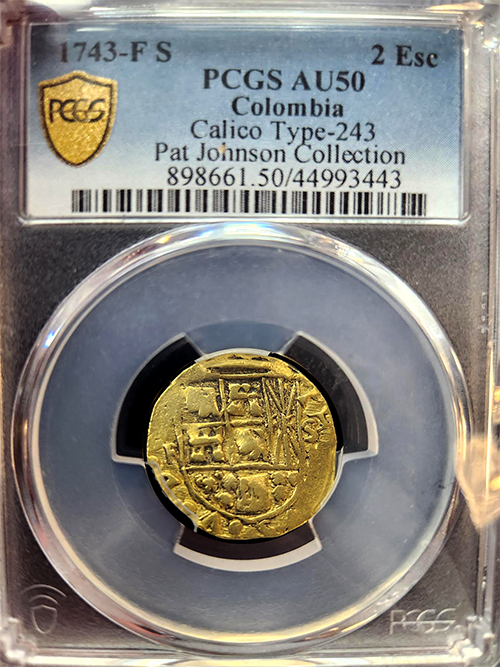 1743-F S 2 Esc
PCGS
PCGS AU50
Colombia
Calico Type-243
Pat Johnson Collection
898661.50/44993443
PCGS